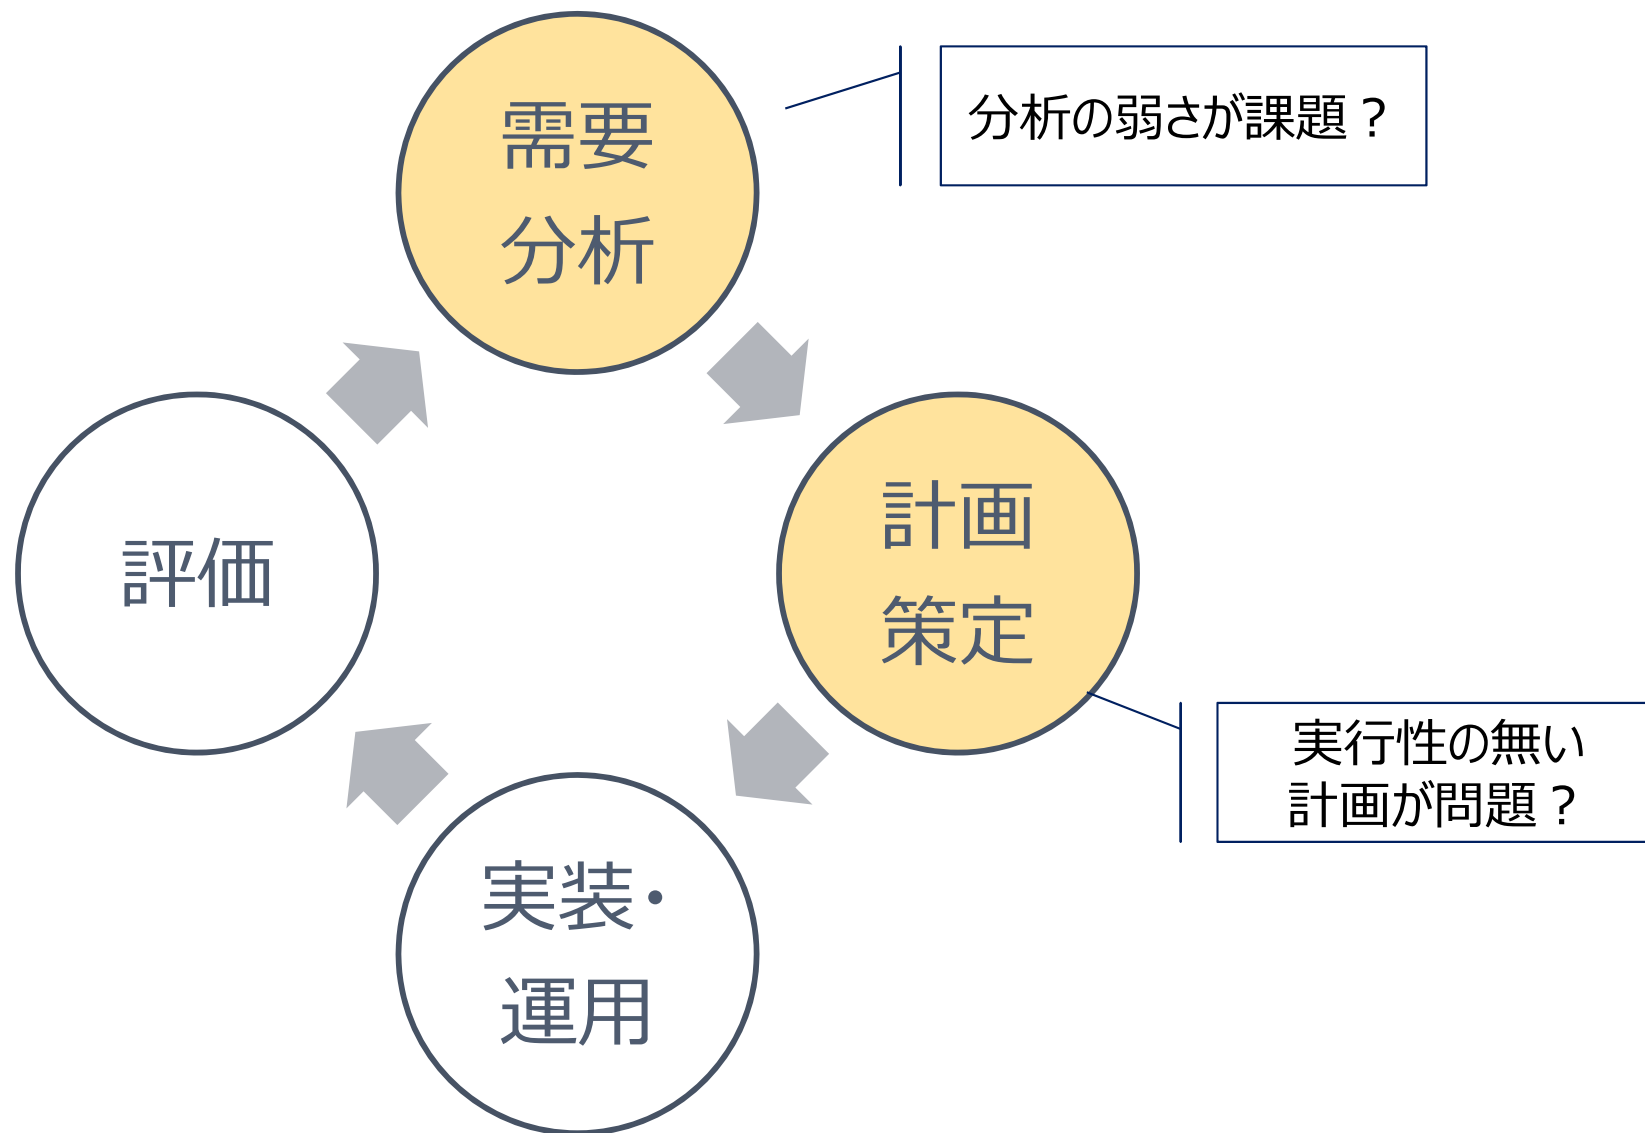 需要
分析
分析の弱さが課題？
計画
策定
実行性の無い
計画が問題？
実装・
運用
評価